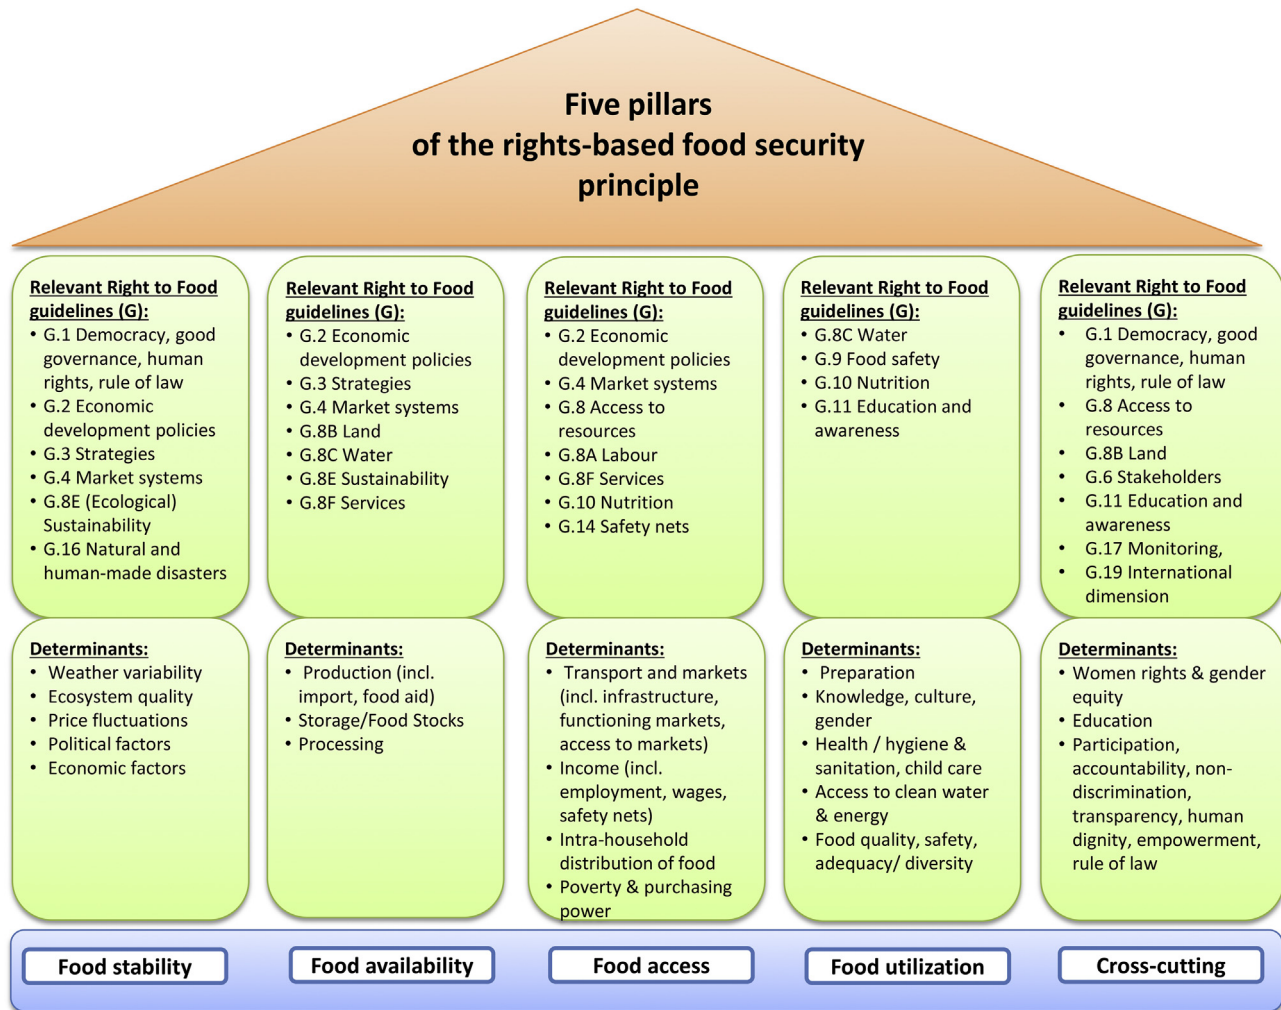 Five pillars
of the rights-based food security
principle
Relevant Right to Food
guidelines (G):
• G.1 Democracy, good
governance, human
rights, rule of law
• G.2 Economic
development policies
• G.3 Strategies
• G.4 Market systems
• G.8E (Ecological)
Sustainability
• G.16 Natural and
human-made disasters
Relevant Right to Food
guidelines (G):
• G.2 Economic
development policies
• G.3 Strategies
• G.4 Market systems
• G.8B Land
• G.8C Water
• G.8E Sustainability
• G.8F Services
Relevant Right to Food
guidelines (G):
• G.2 Economic
development policies
• G.4 Market systems
• G.8 Access to
resources
• G.8A Labour
• G.8F Services
• G.10 Nutrition
• G.14 Safety nets
Relevant Right to Food
guidelines (G):
• G.8C Water
• G.9 Food safety
• G.10 Nutrition
• G.11 Education and
awareness
Relevant Right to Food
guidelines (G):
• G.1 Democracy, good
governance, human
rights, rule of law
• G.8 Access to
resources
• G.8B Land
• G.6 Stakeholders
• G.11 Education and
awareness
• G.17 Monitoring,
• G.19 International
dimension
Determinants:
• Weather variability
• Ecosystem quality
• Price fluctuations
• Political factors
• Economic factors
Determinants:
• Production (incl.
import, food aid)
• Storage/Food Stocks
• Processing
Determinants:
• Transport and markets
(incl. infrastructure,
functioning markets,
access to markets)
• Income (incl.
employment, wages,
safety nets)
• Intra-household
distribution of food
• Poverty & purchasing
power
Determinants:
• Preparation
• Knowledge, culture,
gender
• Health / hygiene &
sanitation, child care
• Access to clean water
& energy
• Food quality, safety,
adequacy/ diversity
Determinants:
• Women rights & gender
equity
• Education
• Participation,
accountability, non-
discrimination,
transparency, human
dignity, empowerment,
rule of law
Food stability
Food availability
Food access
Food utilization
Cross-cutting